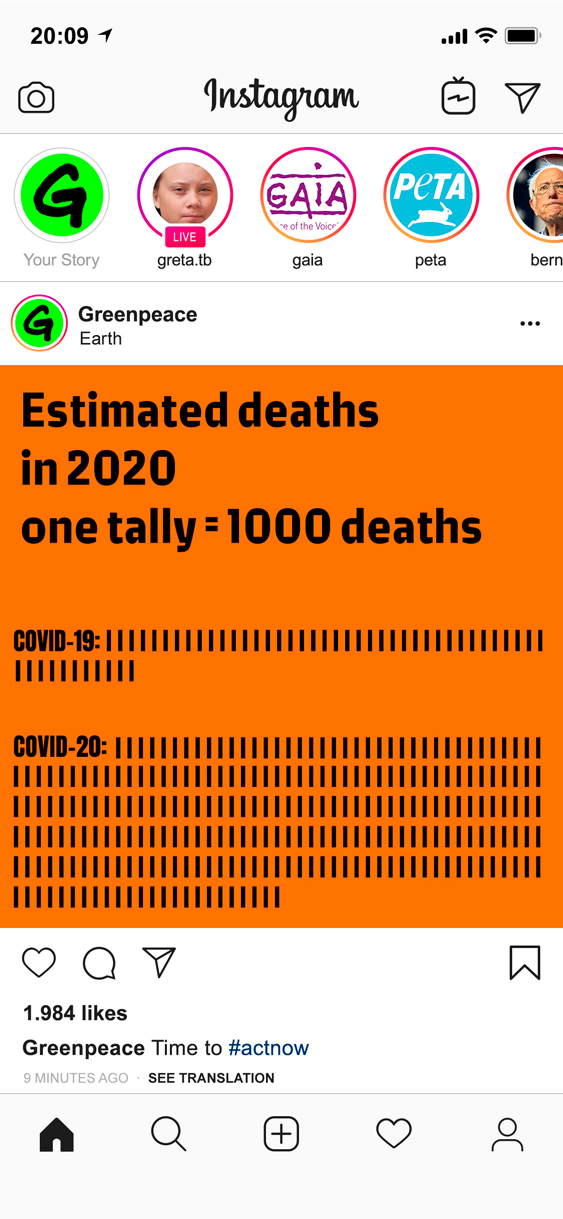 20:09
Instagram
GAIA
ce of the Voice
PeTA
LIVE
Your Story
greta.tb
gaia
peta
bern
Greenpeace
Earth
Estimated deaths
in 2020
one tally = 1000 deaths
COVID-19:
COVID-20:
1.984 likes
Greenpeace Time to #actnow
9 MINUTES AGO · SEE TRANSLATION